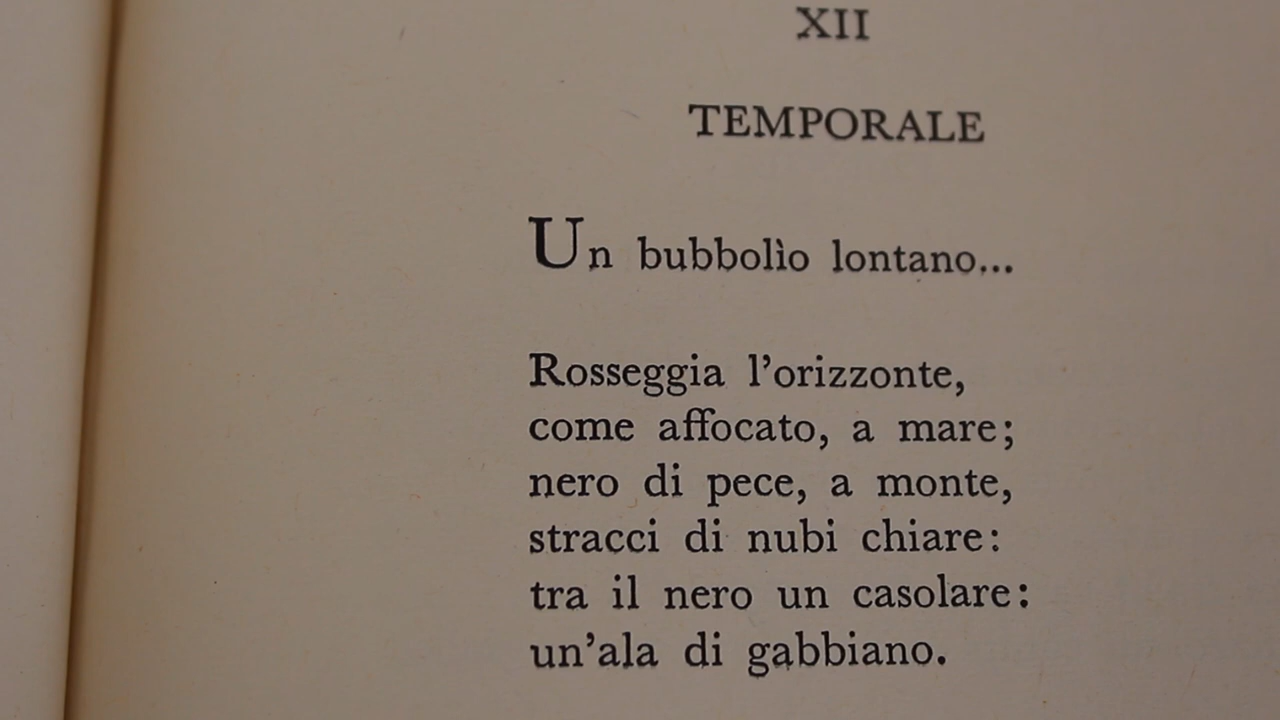 XII
TEMPORALE
Un bubbolìo lontano...
Rosseggia l’orizzonte,
come affocato, a mare;
nero di pece, a monte,
stracci di nubi chiare:
tra il nero un casolare:
un’ala di gabbiano.